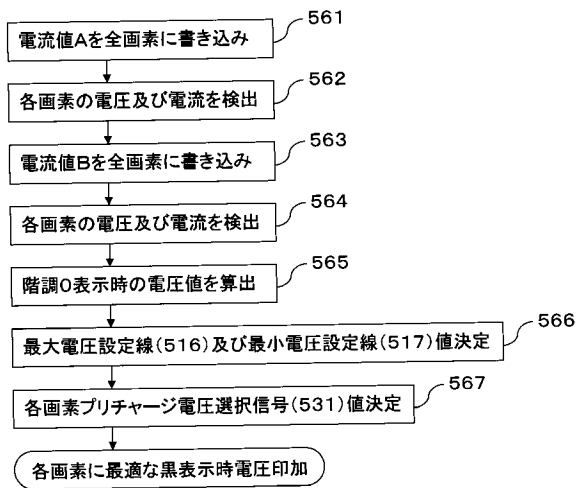 561
電流値Aを全画素に書き込み
562
各画素の電圧及び電流を検出
563
電流値Bを全画素に書き込み
564
各画素の電圧及び電流を検出
565
階調0表示時の電圧値を算出
566
最大電圧設定線(516)及び最小電圧設定線(517)値決定
567
各画素プリチャージ電圧選択信号(531)値決定
各画素に最適な黒表示時電圧印加